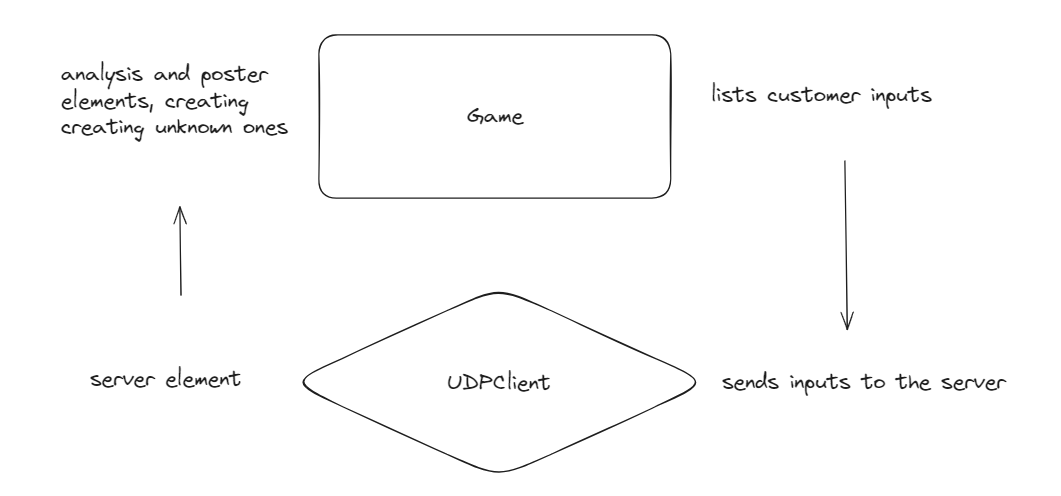 analysis and poster
elements, creating
creating unknown ones
Game
lists customer inputs
server element
UDPClient
sends inputs to the server